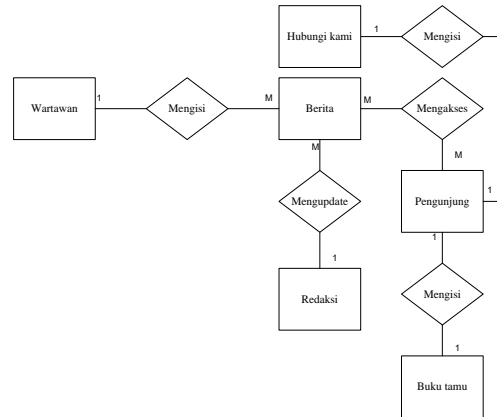 Hubungi kami
1
Mengisi
Wartawan
1
Mengisi
M
Berita
M
Mengakses
M
M
Mengupdate
Pengunjung
1
1
1
Redaksi
Mengisi
1
Buku tamu